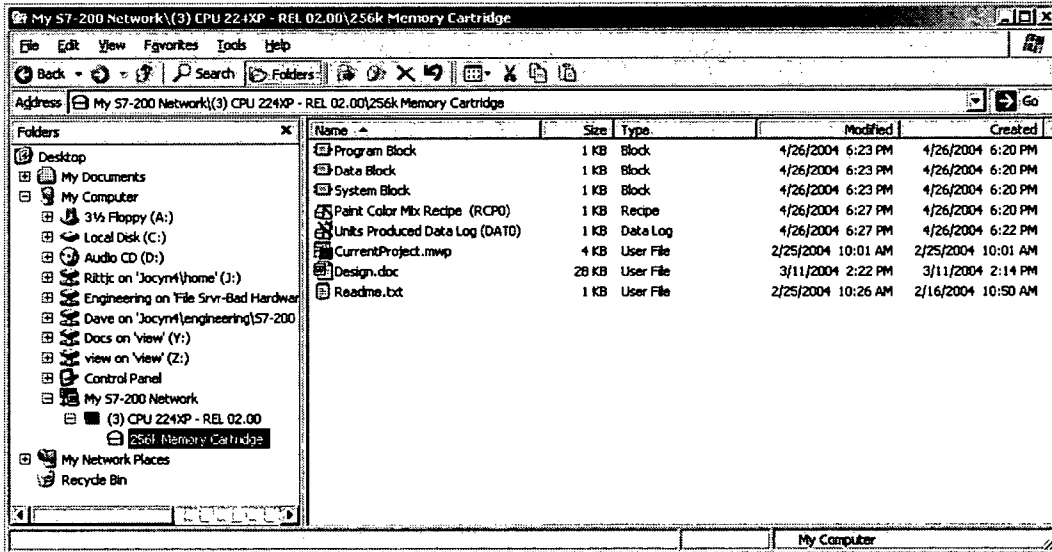 My S7-200 Network\(3) CPU 224XP - REL 02.00\256k Memory Cartridge
File Edit View Favorites Tools Help
Back Search Folders
Address My S7-200 Network\(3) CPU 224XP - REL 02.00\256k Memory Cartridge Go
Folders
Desktop
My Documents
My Computer
3½ Floppy (A:)
Local Disk (C:)
Audio CD (D:)
Rittjc on 'Jocyn4\home' (J:)
Engineering on 'File Srvr-Bad Hardwar
Dave on 'Jocyn4\engineering\S7-200
Docs on 'view' (Y:)
view on 'view' (Z:)
Control Panel
My S7-200 Network
(3) CPU 224XP - REL 02.00
256k Memory Cartridge
My Network Places
Recycle Bin
Name Size Type Modified Created
Program Block 1 KB Block 4/26/2004 6:23 PM 4/26/2004 6:20 PM
Data Block 1 KB Block 4/26/2004 6:23 PM 4/26/2004 6:20 PM
System Block 1 KB Block 4/26/2004 6:23 PM 4/26/2004 6:20 PM
Paint Color Mix Recipe (RCP0) 1 KB Recipe 4/26/2004 6:27 PM 4/26/2004 6:20 PM
Units Produced Data Log (DAT0) 1 KB Data Log 4/26/2004 6:27 PM 4/26/2004 6:22 PM
CurrentProject.mwp 4 KB User File 2/25/2004 10:01 AM 2/25/2004 10:01 AM
Design.doc 28 KB User File 3/11/2004 2:22 PM 3/11/2004 2:14 PM
Readme.txt 1 KB User File 2/25/2004 10:26 AM 2/16/2004 10:50 AM
My Computer